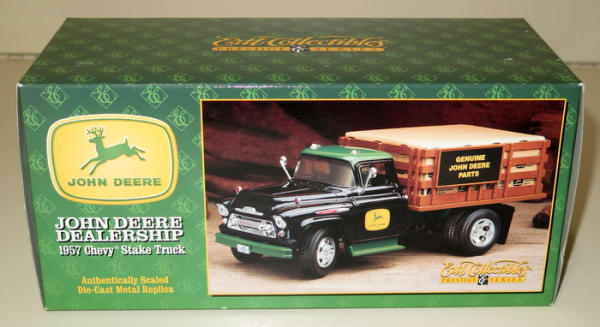 Ertl Collectibles
PRESTIGE SERIES
JOHN DEERE
JOHN DEERE
DEALERSHIP
1957 Chevy® Stake Truck
Authentically Scaled
Die-Cast Metal Replica
GENUINE
JOHN DEERE
PARTS
Ertl Collectibles
PRESTIGE SERIES